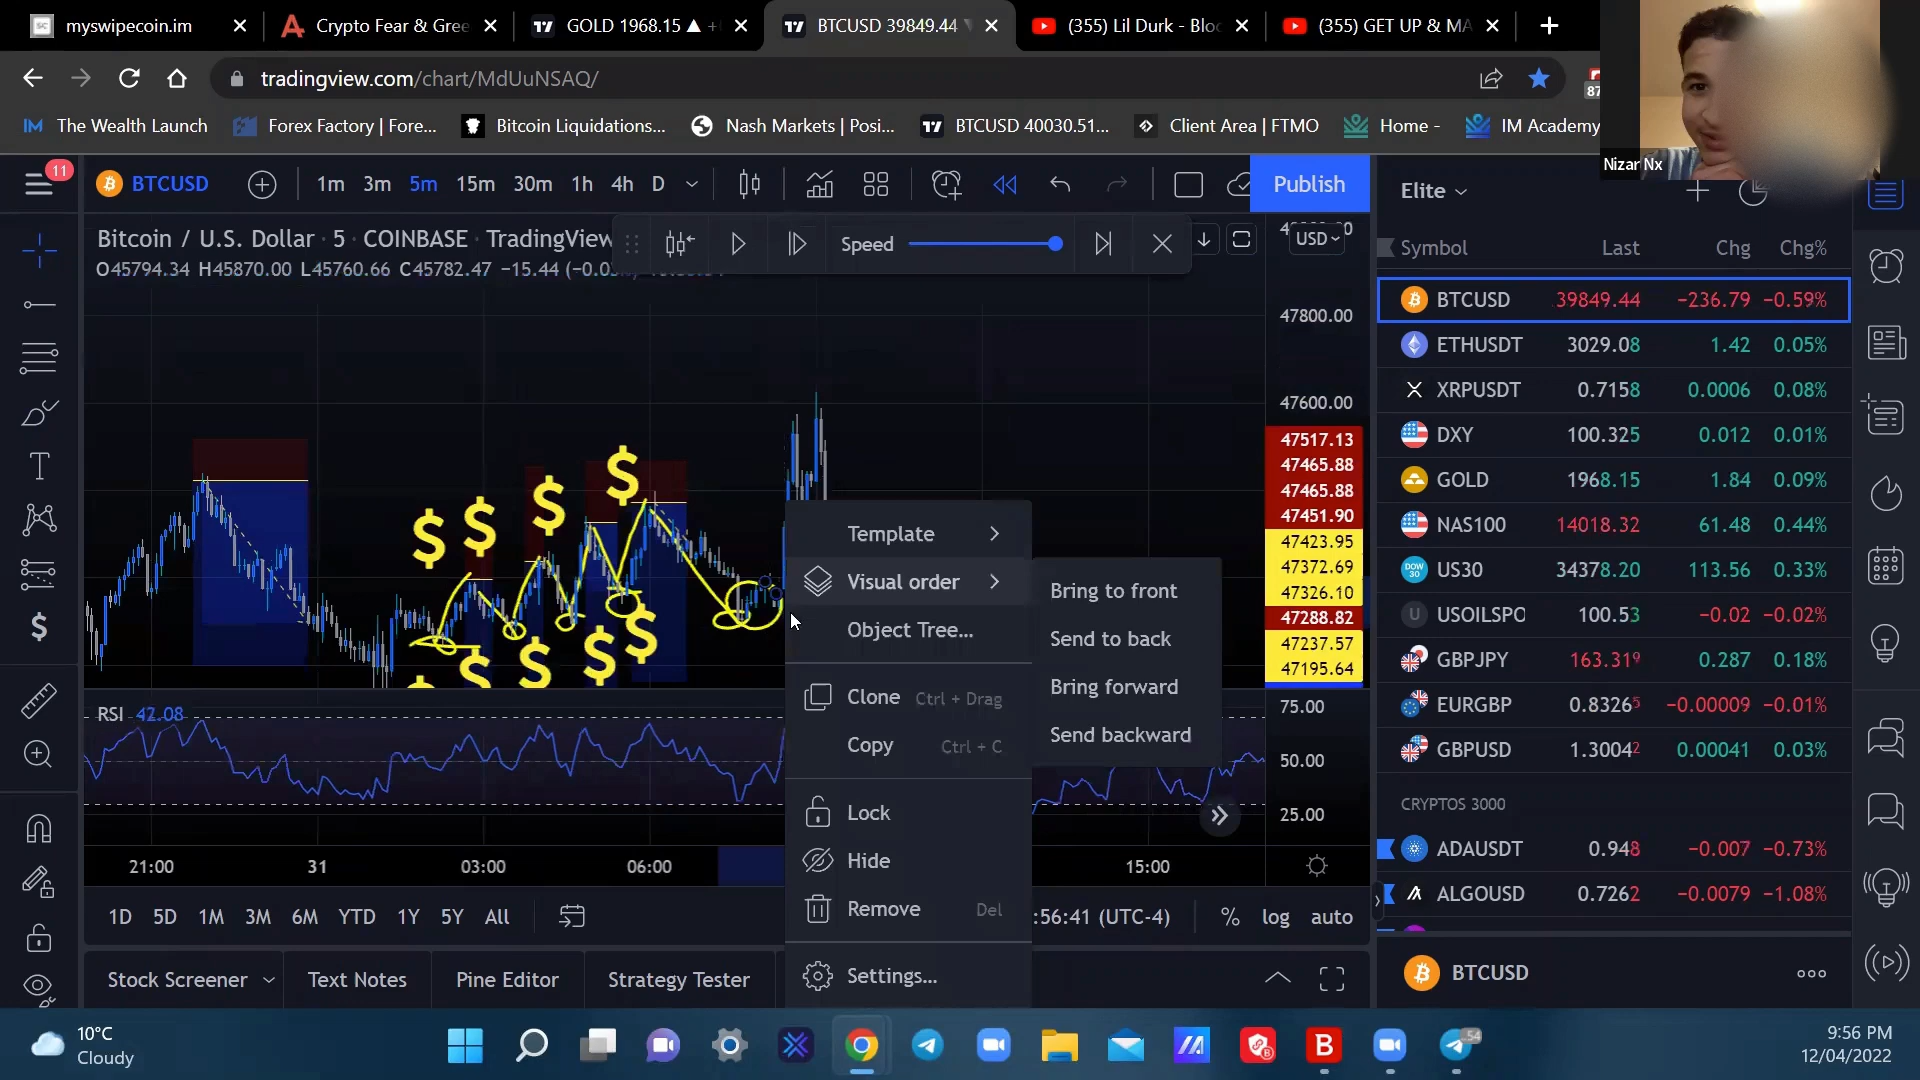 myswipecoin.im
Crypto Fear & Gree
GOLD 1968.15 ▲ +
BTCUSD 39849.44
(355) Lil Durk - Blo
(355) GET UP & MA
tradingview.com/chart/MdUuNSAQ/
87
IM The Wealth Launch
Forex Factory | Fore...
Bitcoin Liquidations...
Nash Markets | Posi...
BTCUSD 40030.51...
Client Area | FTMO
Home -
IM Academy
Nizar Nx
11
BTCUSD
1m 3m 5m 15m 30m 1h 4h D
Publish
Elite
Bitcoin / U.S. Dollar · 5 · COINBASE · TradingView
Speed
USD
O45794.34 H45870.00 L45760.66 C45782.47 −15.44
Symbol Last Chg Chg%
BTCUSD 39849.44 −236.79 −0.59%
ETHUSDT 3029.08 1.42 0.05%
XRPUSDT 0.7158 0.0006 0.08%
DXY 100.325 0.012 0.01%
GOLD 1968.15 1.84 0.09%
NAS100 14018.32 61.48 0.44%
US30 34378.20 113.56 0.33%
USOILSPO 100.53 −0.02 −0.02%
GBPJPY 163.319 0.287 0.18%
EURGBP 0.83265 −0.00009 −0.01%
GBPUSD 1.30042 0.00041 0.03%
CRYPTOS 3000
ADAUSDT 0.948 −0.007 −0.73%
ALGOUSD 0.7262 −0.0079 −1.08%
BTCUSD
47800.00
47600.00
47517.13
47465.88
47465.88
47451.90
47423.95
47372.69
47326.10
47288.82
47237.57
47195.64
75.00
50.00
25.00
$ $ $ $
$ $ $ $
Template
Visual order
Object Tree...
Clone Ctrl + Drag
Copy Ctrl + C
Lock
Hide
Remove Del
Settings...
Bring to front
Send to back
Bring forward
Send backward
RSI 42.08
21:00 31 03:00 06:00 15:00
1D 5D 1M 3M 6M YTD 1Y 5Y All
:56:41 (UTC-4) % log auto
Stock Screener Text Notes Pine Editor Strategy Tester
10°C
Cloudy
54
9:56 PM
12/04/2022